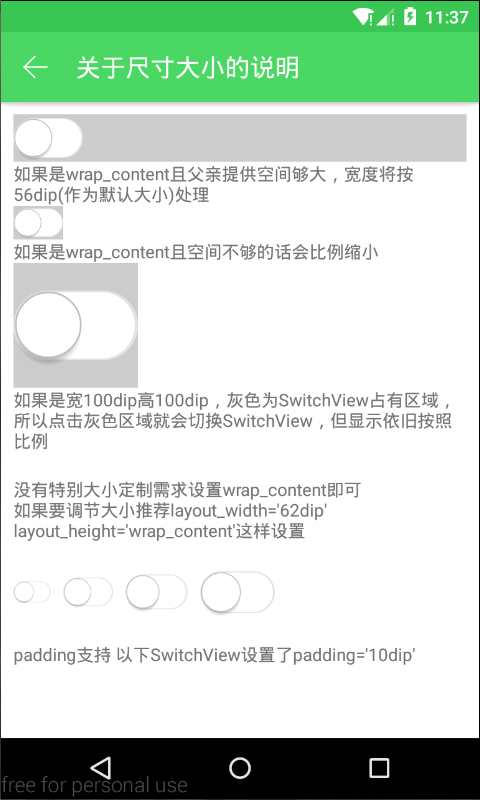 11:37
关于尺寸大小的说明
如果是wrap_content且父亲提供空间够大，宽度将按
56dip(作为默认大小)处理
如果是wrap_content且空间不够的话会比例缩小
如果是宽100dip高100dip，灰色为SwitchView占有区域，
所以点击灰色区域就会切换SwitchView，但显示依旧按照
比例
没有特别大小定制需求设置wrap_content即可
如果要调节大小推荐layout_width='62dip'
layout_height='wrap_content'这样设置
padding支持 以下SwitchView设置了padding='10dip'
free for personal use